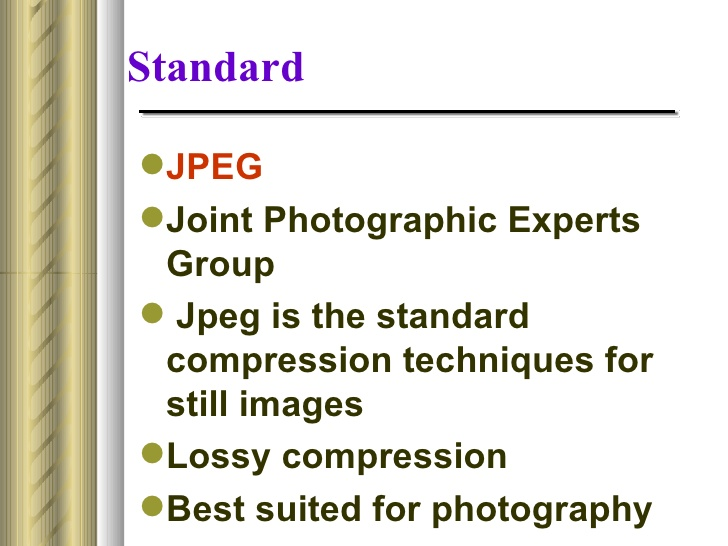 Standard
JPEG
Joint Photographic Experts
Group
Jpeg is the standard
compression techniques for
still images
Lossy compression
Best suited for photography